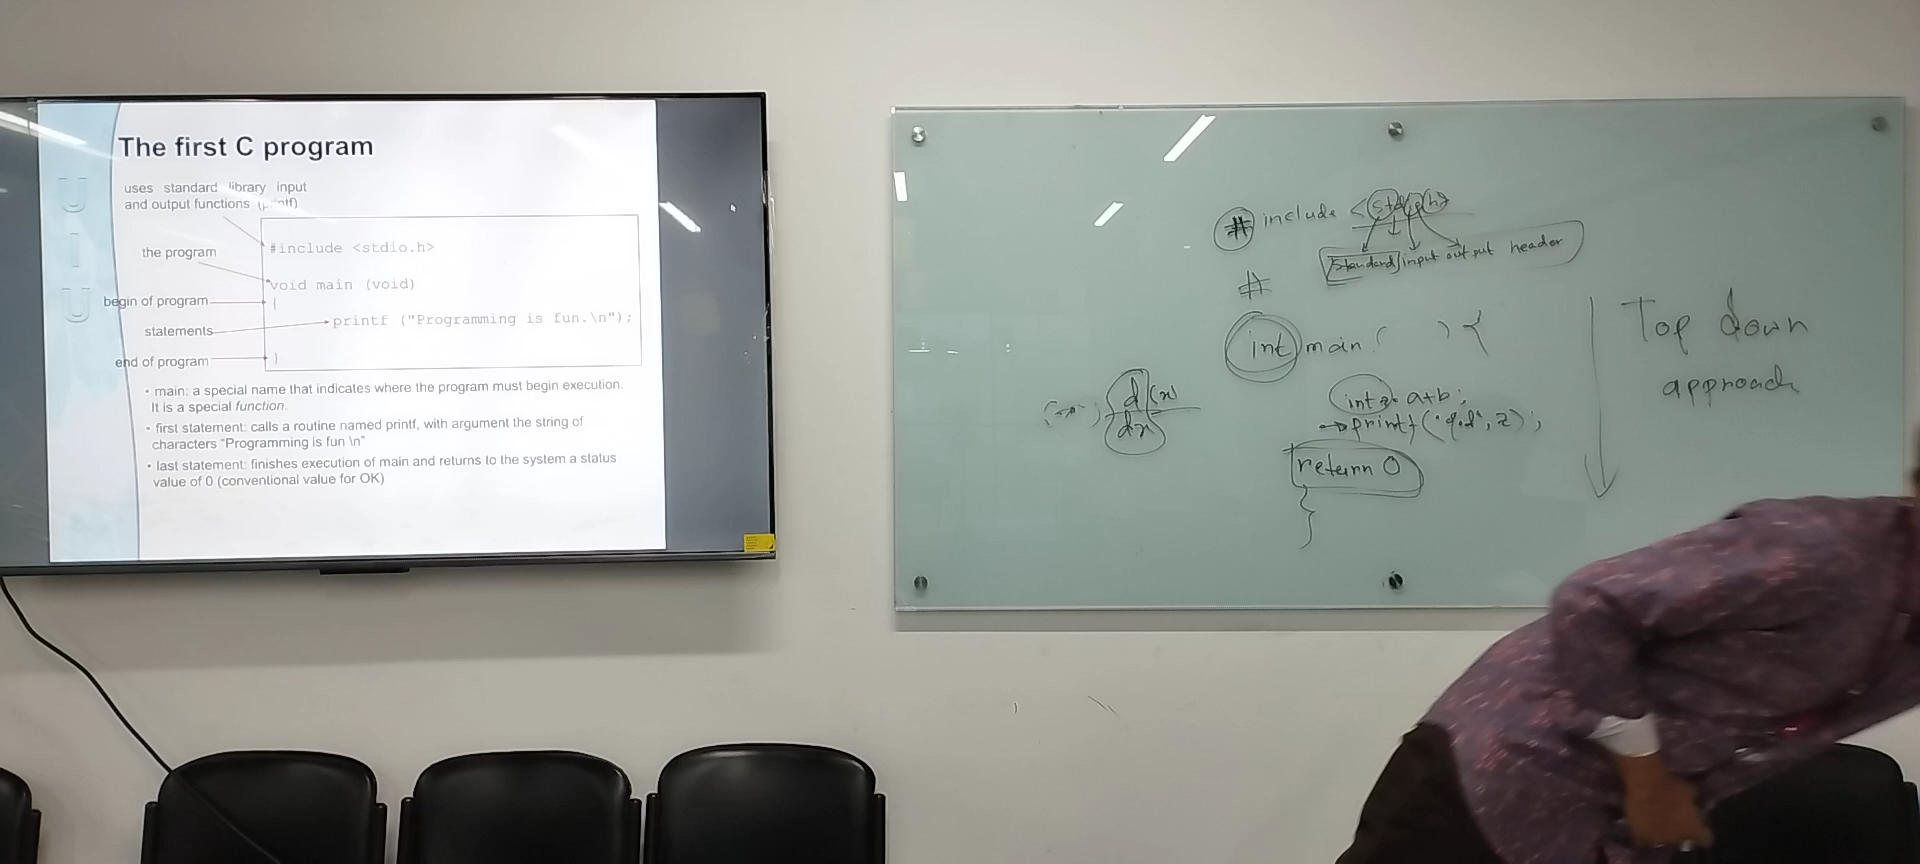 The first C program
UIU
uses standard library input
and output functions (printf)
#include <stdio.h>
the program
void main (void)
begin of program
{
statements
printf ("Programming is fun.\n");
end of program
}
• main: a special name that indicates where the program must begin execution.
It is a special function.
• first statement: calls a routine named printf, with argument the string of
characters "Programming is fun \n"
• last statement: finishes execution of main and returns to the system a status
value of 0 (conventional value for OK)
# include <stdio.h>
standard input output header
#
int main ( ) {
d/dx (x)
int z = a+b;
→ printf("%d", z);
return 0
}
Top down
approach